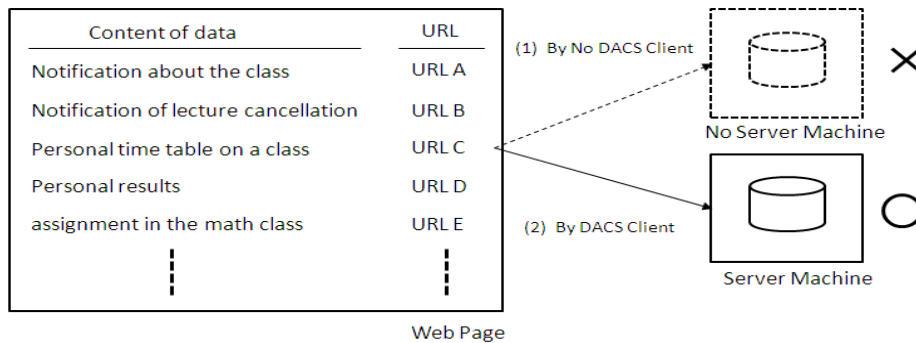 Content of data URL
Notification about the class URL A
Notification of lecture cancellation URL B
Personal time table on a class URL C
Personal results URL D
assignment in the math class URL E
Web Page
(1) By No DACS Client
No Server Machine
(2) By DACS Client
Server Machine